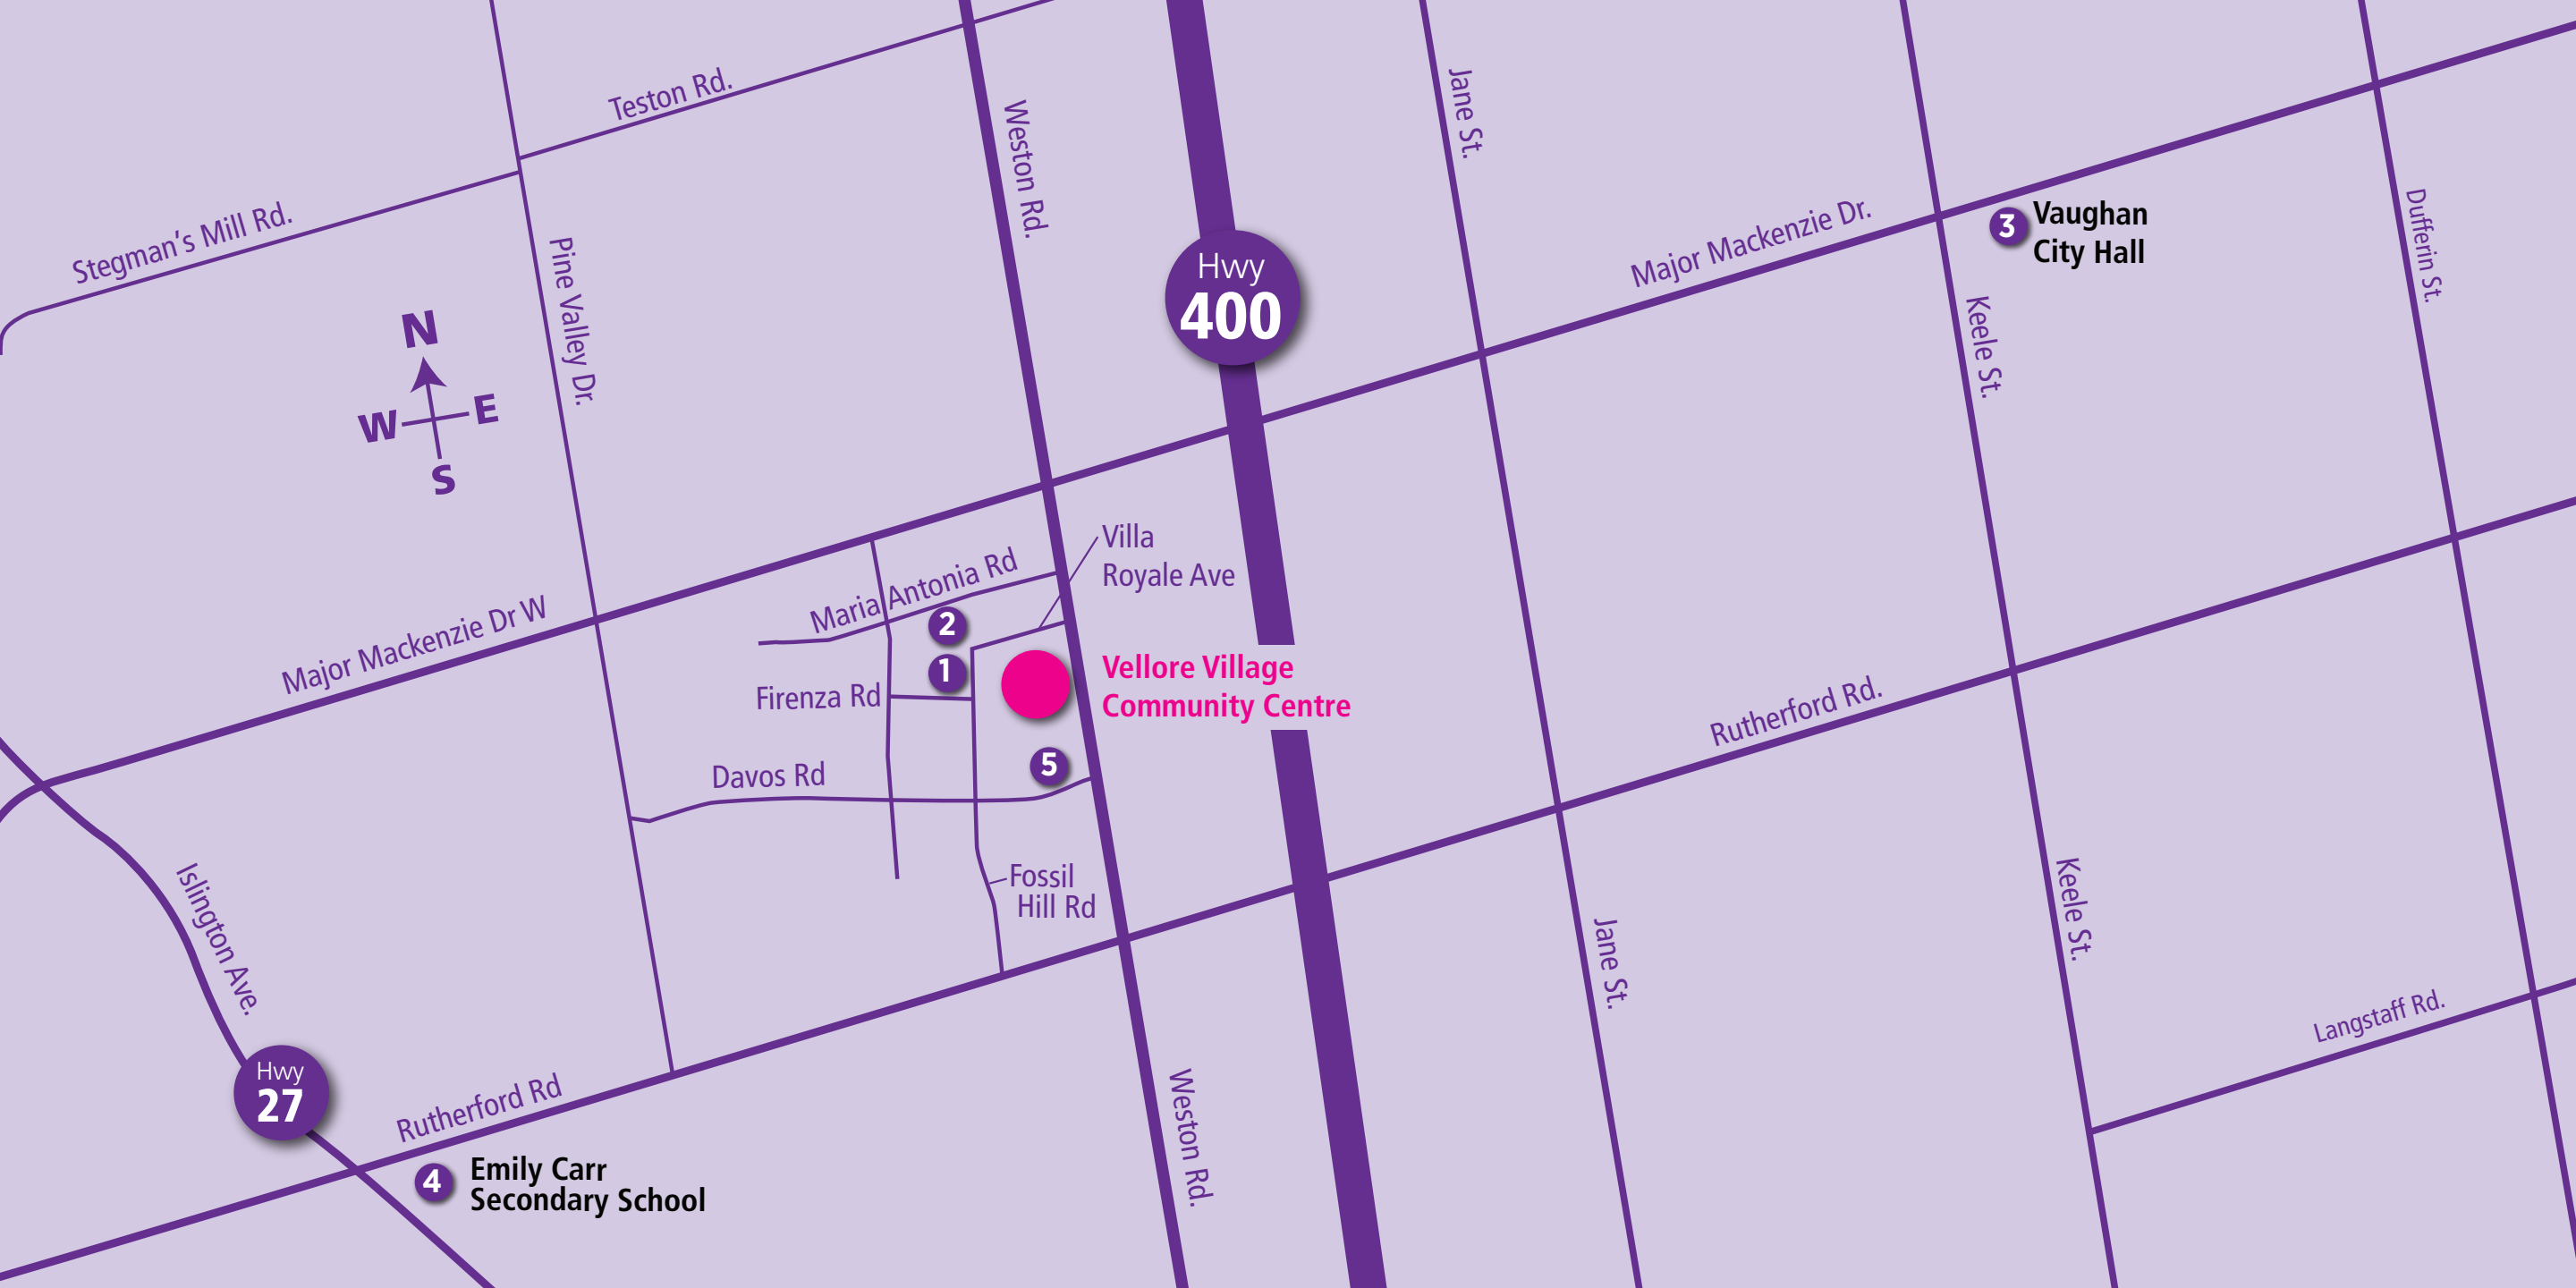 Teston Rd.
Stegman's Mill Rd.
Pine Valley Dr.
Weston Rd.
Jane St.
Hwy
400
Major Mackenzie Dr.
3
Vaughan
City Hall
Dufferin St.
Keele St.
N
W
E
S
Major Mackenzie Dr W
Maria Antonia Rd
Villa
Royale Ave
2
1
Firenza Rd
Vellore Village
Community Centre
Davos Rd
5
Rutherford Rd.
Fossil
Hill Rd
Islington Ave.
Hwy
27
Rutherford Rd
4
Emily Carr
Secondary School
Weston Rd.
Jane St.
Keele St.
Langstaff Rd.